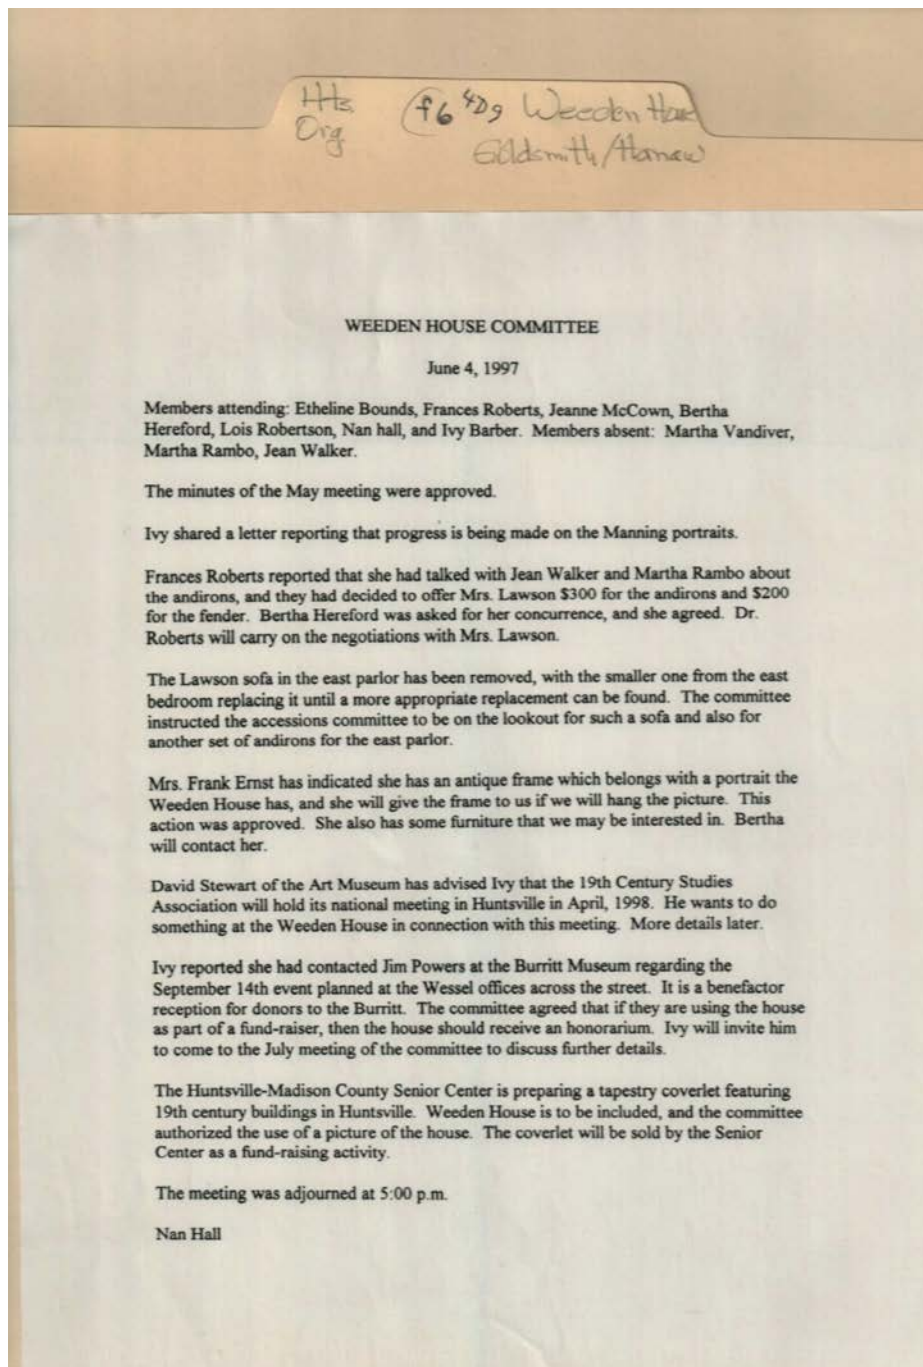 HHs. (f6 4Dg Weeden House
Org
WEEDEN HOUSE COMMITTEE
June 4, 1997
Members attending: Etheline Bounds, Frances Roberts, Jeanne McCown, Bertha
Hereford, Lois Robertson, Nan hall, and Ivy Barber. Members absent: Martha Vandiver,
Martha Rambo, Jean Walker.
The minutes of the May meeting were approved.
Ivy shared a letter reporting that progress is being made on the Manning portraits.
Frances Roberts reported that she had talked with Jean Walker and Martha Rambo about
the andirons, and they had decided to offer Mrs. Lawson $300 for the andirons and $200
for the fender. Bertha Hereford was asked for her concurrence, and she agreed. Dr.
Roberts will carry on the negotiations with Mrs. Lawson.
The Lawson sofa in the east parlor has been removed, with the smaller one from the east
bedroom replacing it until a more appropriate replacement can be found. The committee
instructed the accessions committee to be on the lookout for such a sofa and also for
another set of andirons for the east parlor.
Mrs. Frank Ernst has indicated she has an antique frame which belongs with a portrait the
Weeden House has, and she will give the frame to us if we will hang the picture. This
action was approved. She also has some furniture that we may be interested in. Bertha
will contact her.
David Stewart of the Art Museum has advised Ivy that the 19th Century Studies
Association will hold its national meeting in Huntsville in April, 1998. He wants to do
something at the Weeden House in connection with this meeting. More details later.
Ivy reported she had contacted Jim Powers at the Burritt Museum regarding the
September 14th event planned at the Wessel offices across the street. It is a benefactor
reception for donors to the Burritt. The committee agreed that if they are using the house
as part of a fund-raiser, then the house should receive an honorarium. Ivy will invite him
to come to the July meeting of the committee to discuss further details.
The Huntsville-Madison County Senior Center is preparing a tapestry coverlet featuring
19th century buildings in Huntsville. Weeden House is to be included, and the committee
authorized the use of a picture of the house. The coverlet will be sold by the Senior
Center as a fund-raising activity.
The meeting was adjourned at 5:00 p.m.
Nan Hall